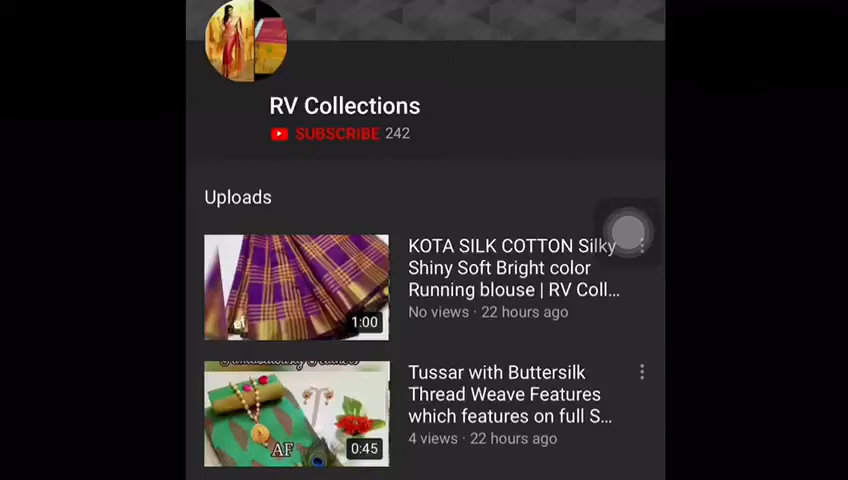 RV Collections
SUBSCRIBE 242
Uploads
KOTA SILK COTTON Silky
Shiny Soft Bright color
Running blouse | RV Coll...
No views · 22 hours ago
1:00
Tussar with Buttersilk
Thread Weave Features
which features on full S...
4 views · 22 hours ago
AF
0:45